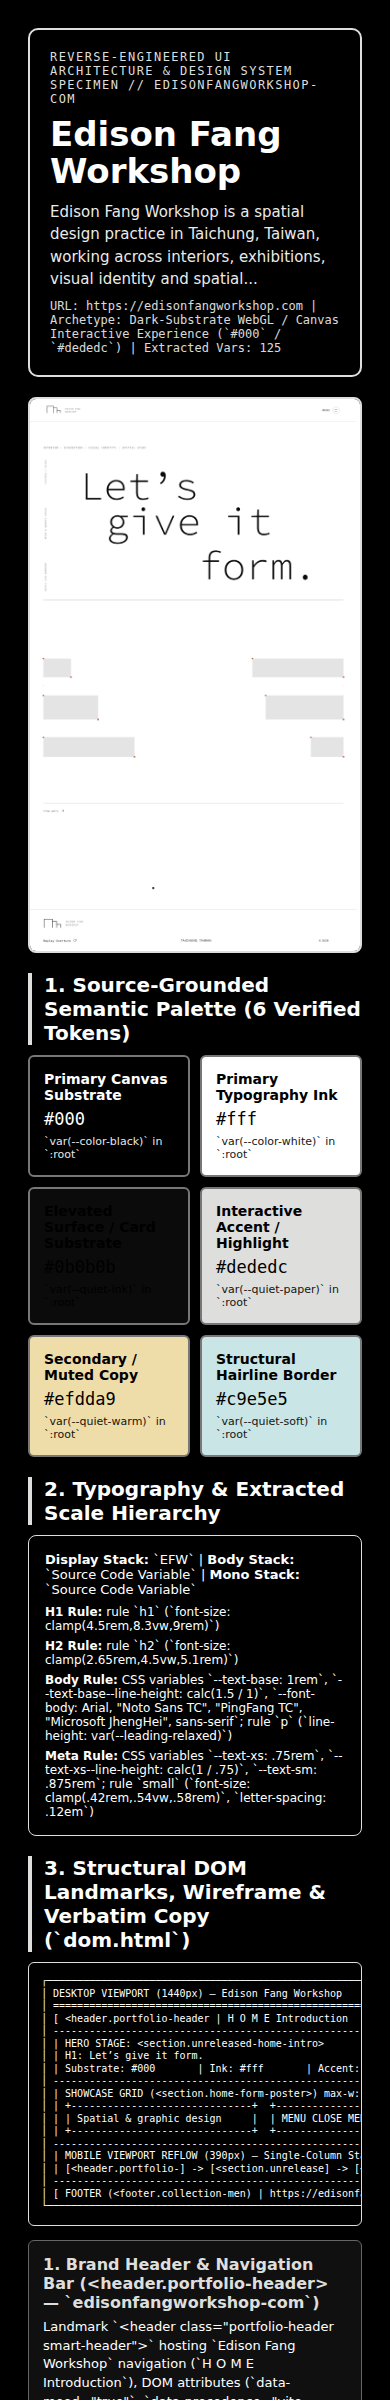 REVERSE-ENGINEERED UI
ARCHITECTURE & DESIGN SYSTEM
SPECIMEN // EDISONFANGWORKSHOP-
COM
Edison Fang
Workshop
Edison Fang Workshop is a spatial
design practice in Taichung, Taiwan,
working across interiors, exhibitions,
visual identity and spatial...
URL: https://edisonfangworkshop.com |
Archetype: Dark-Substrate WebGL / Canvas
Interactive Experience (`#000` /
`#dededc`) | Extracted Vars: 125
Let’s
give it
form.
1. Source-Grounded
Semantic Palette (6 Verified
Tokens)
Primary Canvas
Substrate
#000
`var(--color-black)` in
`:root`
Primary
Typography Ink
#fff
`var(--color-white)` in
`:root`
Elevated
Surface / Card
Substrate
#0b0b0b
`var(--quiet-ink)` in
`:root`
Interactive
Accent /
Highlight
#dededc
`var(--quiet-paper)` in
`:root`
Secondary /
Muted Copy
#efdda9
`var(--quiet-warm)` in
`:root`
Structural
Hairline Border
#c9e5e5
`var(--quiet-soft)` in
`:root`
2. Typography & Extracted
Scale Hierarchy
Display Stack: `EFW` | Body Stack:
`Source Code Variable` | Mono Stack:
`Source Code Variable`
H1 Rule: rule `h1` (`font-size:
clamp(4.5rem,8.3vw,9rem)`)
H2 Rule: rule `h2` (`font-size:
clamp(2.65rem,4.5vw,5.1rem)`)
Body Rule: CSS variables `--text-base: 1rem`, `-
-text-base--line-height: calc(1.5 / 1)`, `--font-
body: Arial, "Noto Sans TC", "PingFang TC",
"Microsoft JhengHei", sans-serif`; rule `p` (`line-
height: var(--leading-relaxed)`)
Meta Rule: CSS variables `--text-xs: .75rem`, `--
text-xs--line-height: calc(1 / .75)`, `--text-sm:
.875rem`; rule `small` (`font-size:
clamp(.42rem,.54vw,.58rem)`, `letter-spacing:
.12em`)
3. Structural DOM
Landmarks, Wireframe &
Verbatim Copy
(`dom.html`)
DESKTOP VIEWPORT (1440px) — Edison Fang Workshop
[ <header.portfolio-header | H O M E Introduction
| HERO STAGE: <section.unreleased-home-intro>
| H1: Let’s give it form.
| Substrate: #000 | Ink: #fff | Accent:
| SHOWCASE GRID (<section.home-form-poster>) max-w:
| | Spatial & graphic design | | MENU CLOSE ME
| MOBILE VIEWPORT REFLOW (390px) — Single-Column St
| [<header.portfolio-] -> [<section.unrelease] -> [
[ FOOTER (<footer.collection-men) | https://edisonf
1. Brand Header & Navigation
Bar (<header.portfolio-header>
— `edisonfangworkshop-com`)
Landmark `<header class="portfolio-header
smart-header">` hosting `Edison Fang
Workshop` navigation (`H O M E
Introduction`), DOM attributes (`data-